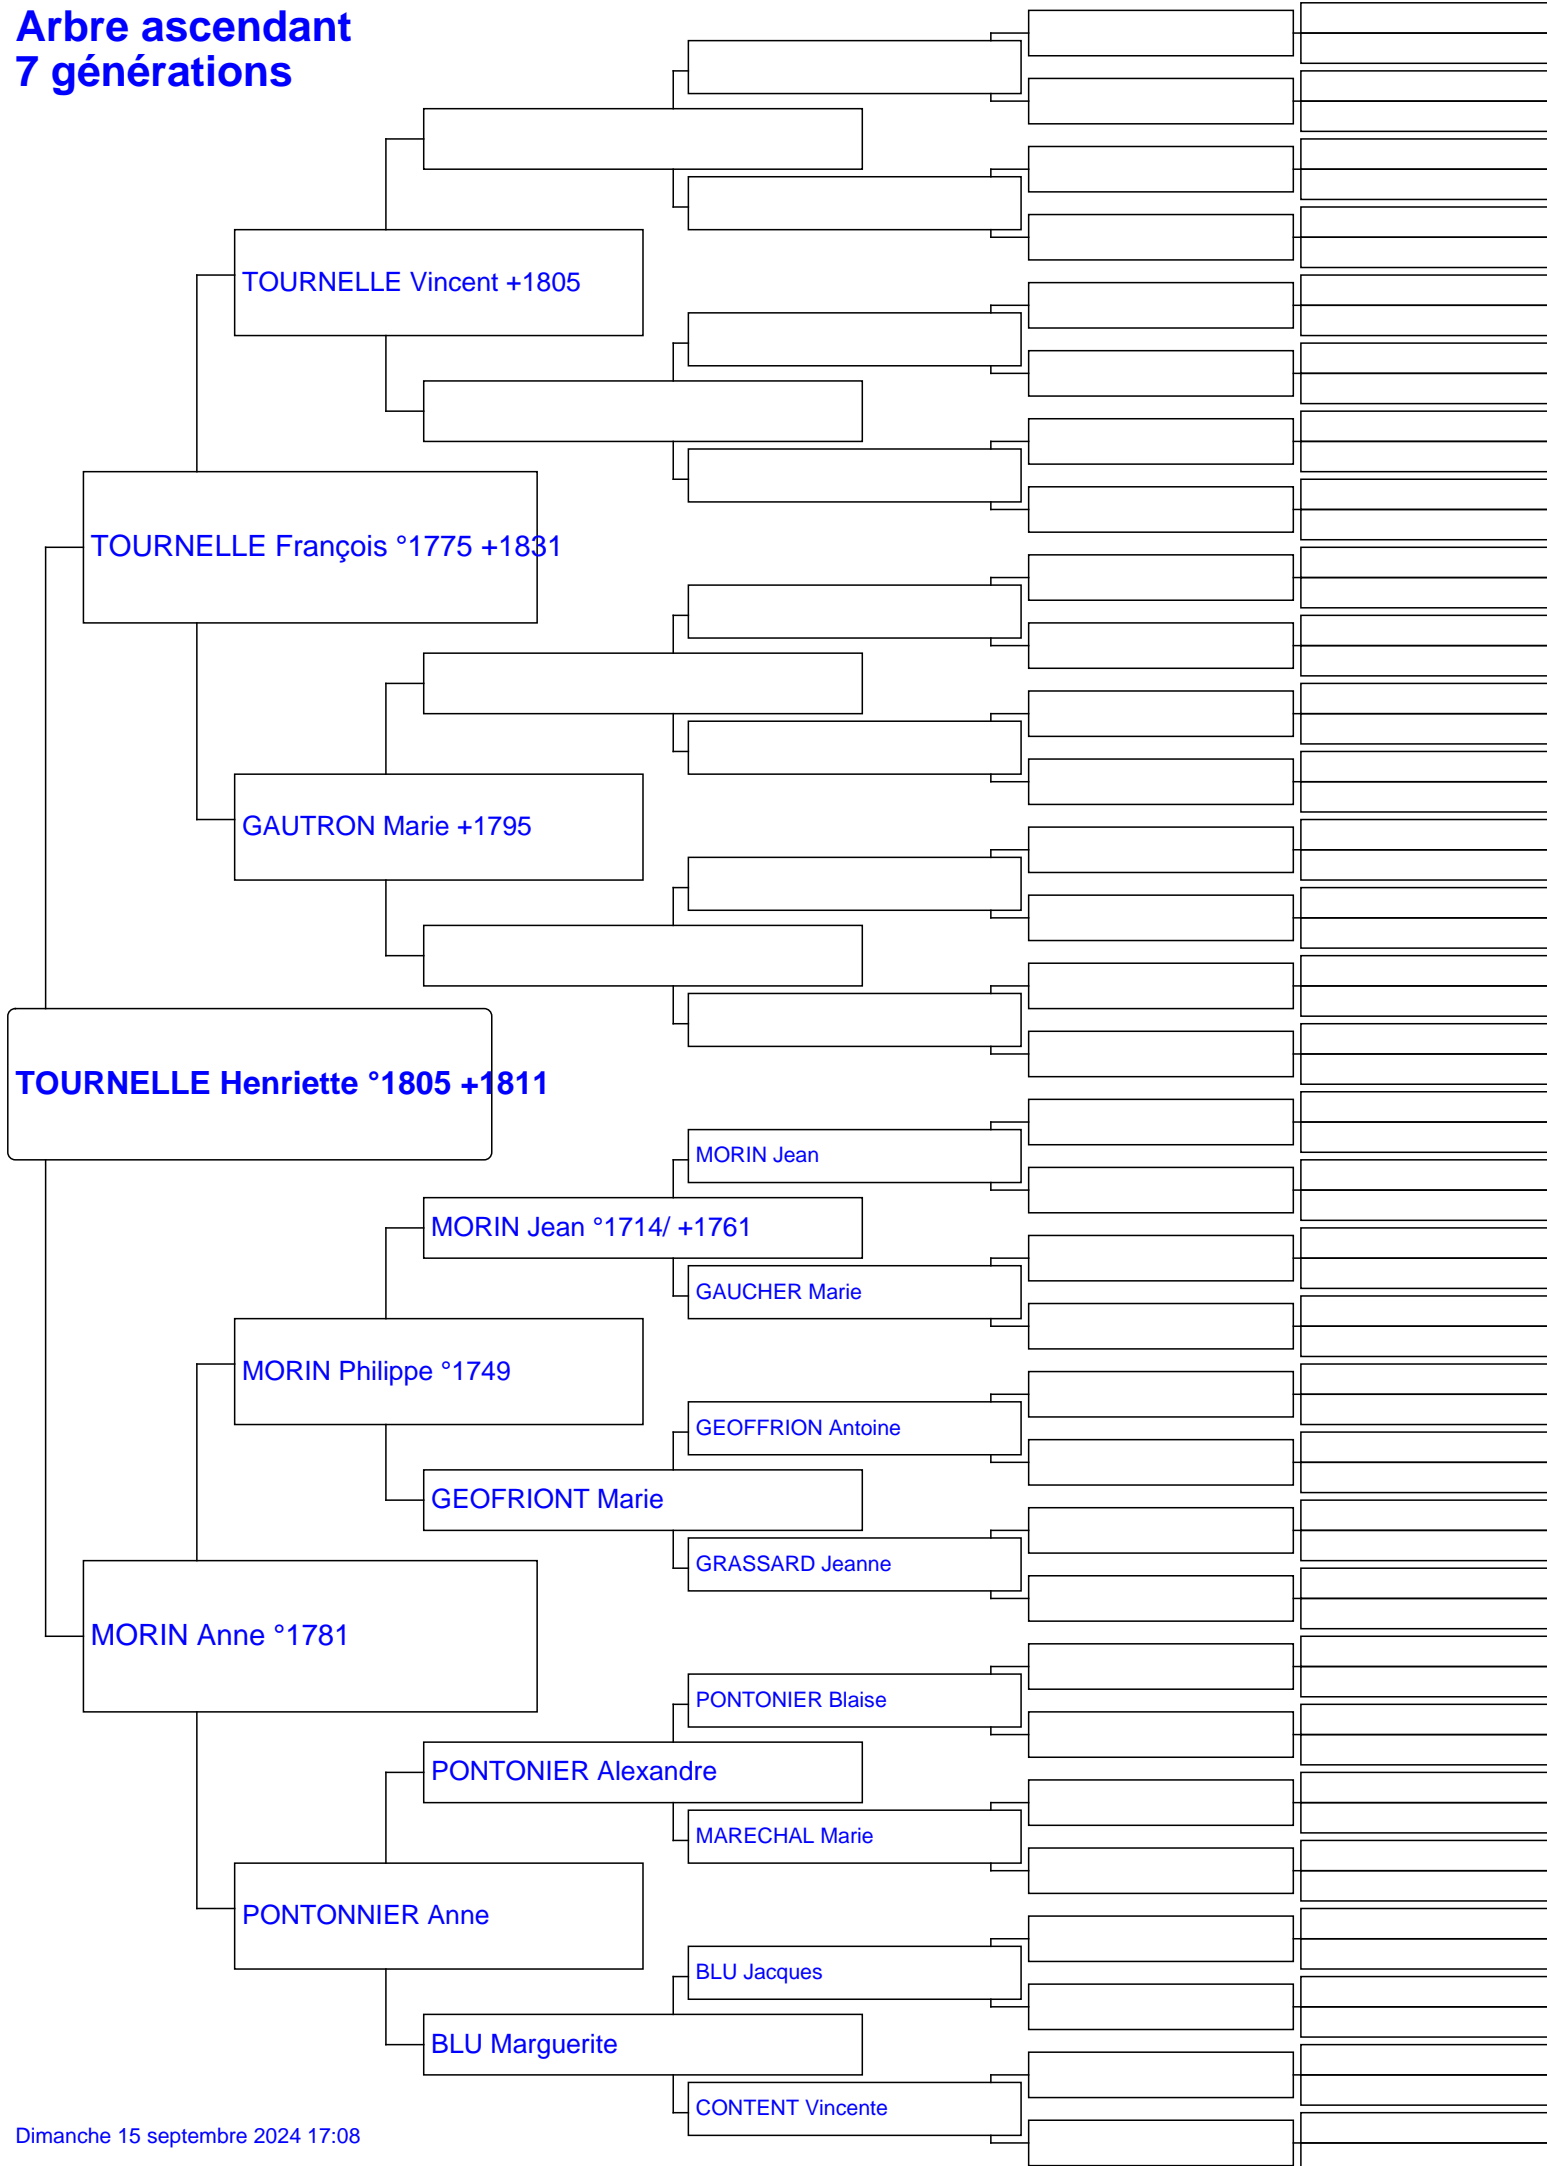 Arbre ascendant
7 générations
TOURNELLE Vincent +1805
TOURNELLE François °1775 +1831
GAUTRON Marie +1795
TOURNELLE Henriette °1805 +1811
MORIN Jean
MORIN Jean °1714/ +1761
GAUCHER Marie
MORIN Philippe °1749
GEOFFRION Antoine
GEOFRIONT Marie
GRASSARD Jeanne
MORIN Anne °1781
PONTONIER Blaise
PONTONIER Alexandre
MARECHAL Marie
PONTONNIER Anne
BLU Jacques
BLU Marguerite
CONTENT Vincente
Dimanche 15 septembre 2024 17:08